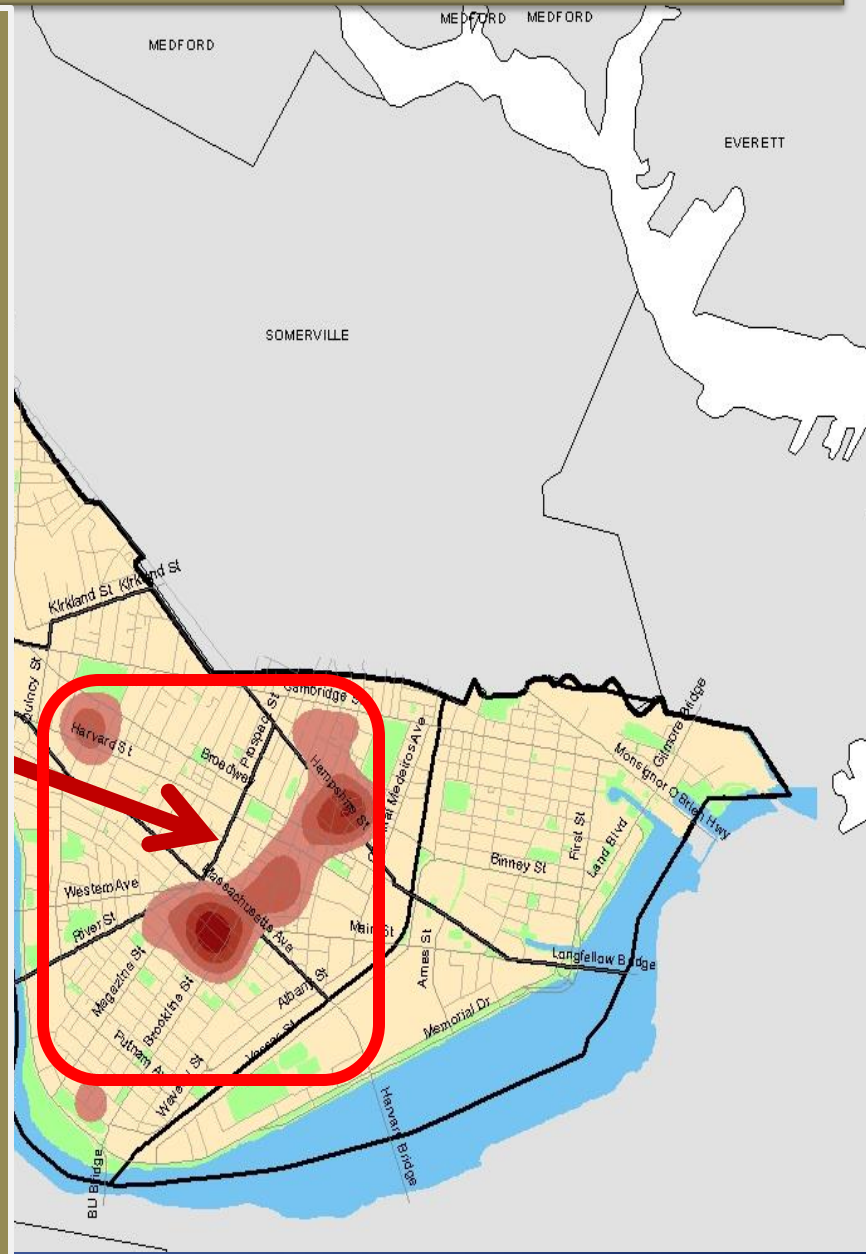 MEDFORD
MEDFORD
MEDFORD
EVERETT
SOMERVILLE
Kirkland St
Kirkland St
Quincy St
Cambridge S
Prospect St
Harvard St
Broadway
Hampshire St
Medeiros Ave
Gilmore Bridge
Monsignor O'Brien Hwy
First St
Land Blvd
Binney St
Massachusetts Ave
Western Ave
River St
Main St
Ames St
Longfellow Bridge
Magazine St
Brookline St
Albany St
Memorial Dr
Putnam Av
Vassar St
St
Harvard Bridge
BU Bridge